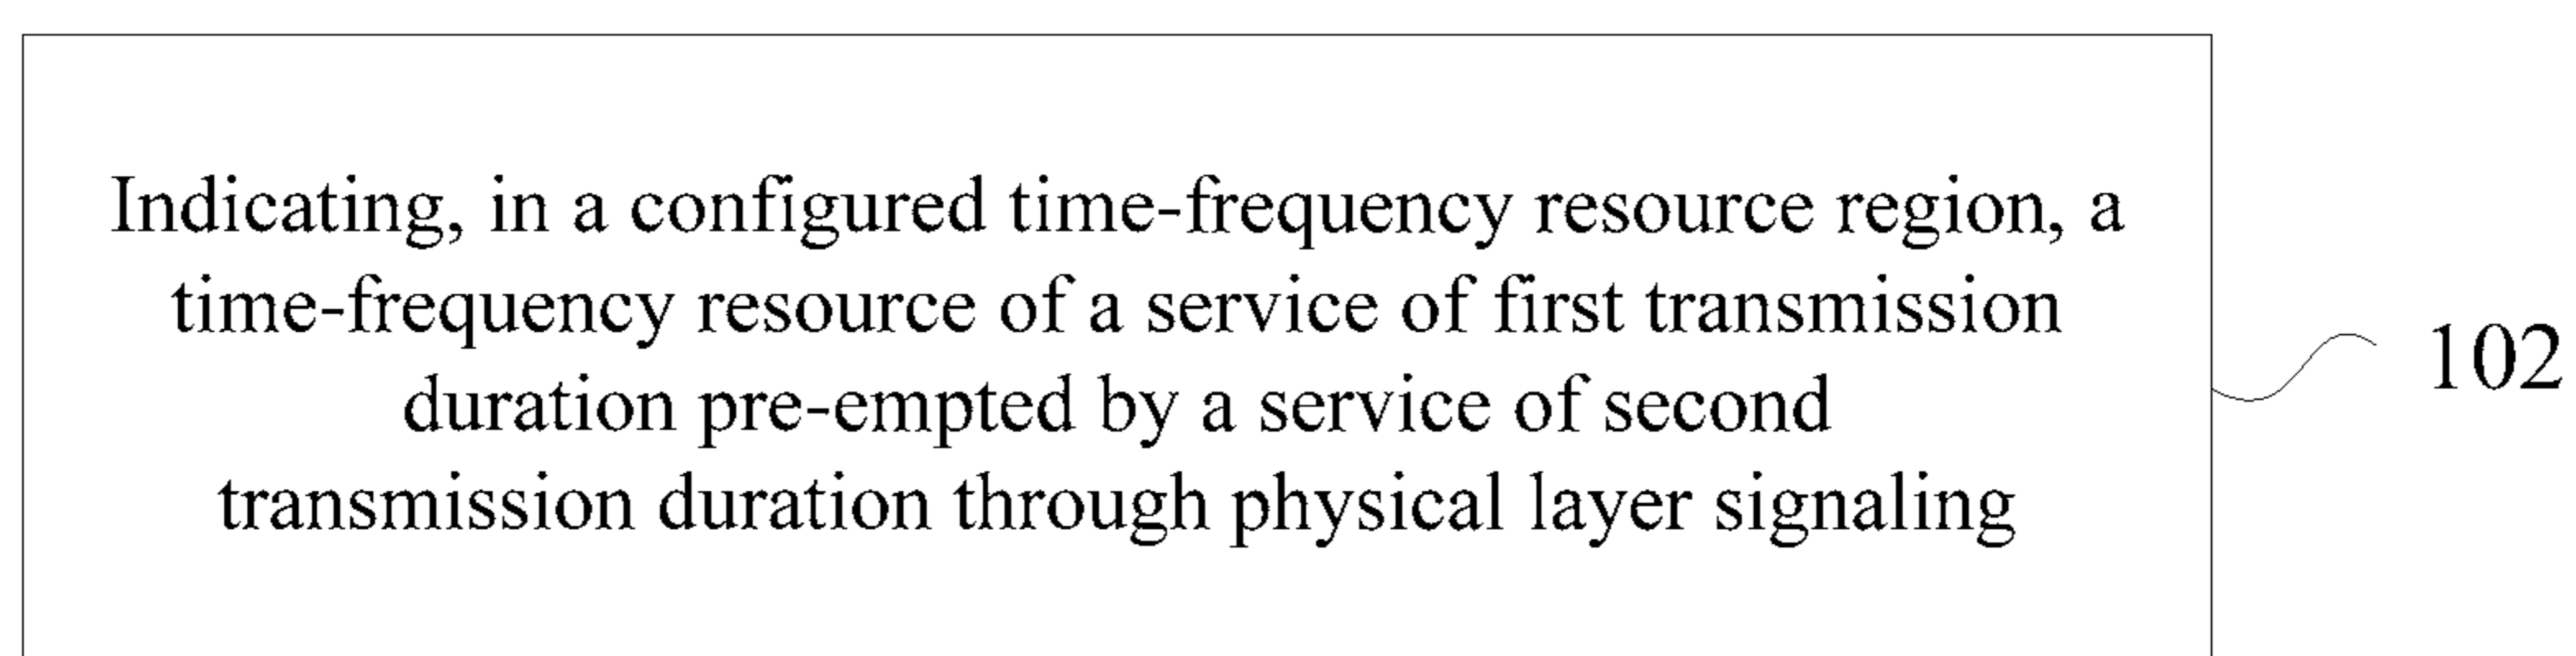 Indicating, in a configured time-frequency resource region, a
time-frequency resource of a service of first transmission
duration pre-empted by a service of second
transmission duration through physical layer signaling
102